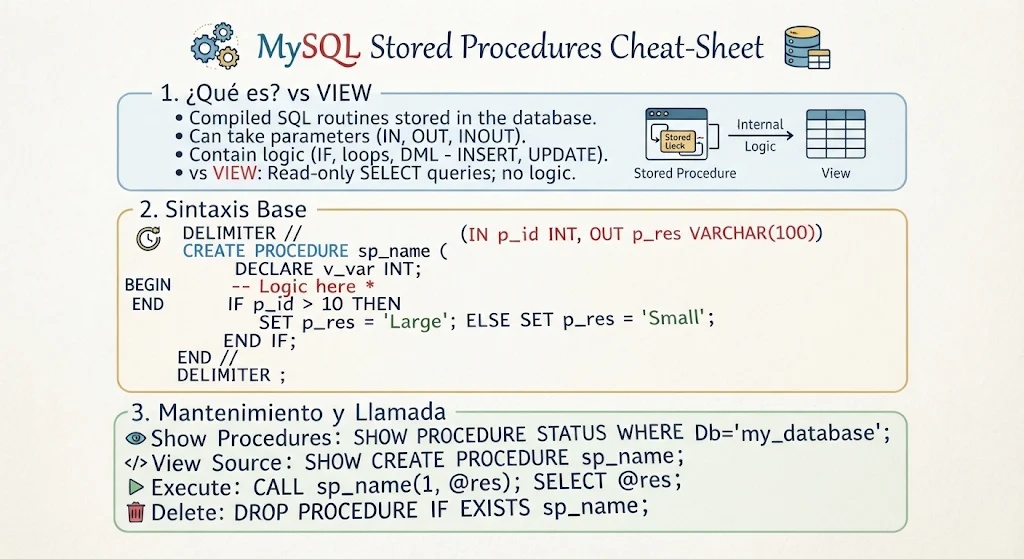 MySQL Stored Procedures Cheat-Sheet
1. ¿Qué es? vs VIEW
• Compiled SQL routines stored in the database.
• Can take parameters (IN, OUT, INOUT).
• Contain logic (IF, loops, DML - INSERT, UPDATE).
• vs VIEW: Read-only SELECT queries; no logic.
Stored
Lieck
Stored Procedure
Internal
Logic
View
2. Sintaxis Base
DELIMITER //
(IN p_id INT, OUT p_res VARCHAR(100))
CREATE PROCEDURE sp_name (
DECLARE v_var INT;
BEGIN
-- Logic here *
END
IF p_id > 10 THEN
SET p_res = 'Large'; ELSE SET p_res = 'Small';
END IF;
END //
DELIMITER ;
3. Mantenimiento y Llamada
Show Procedures: SHOW PROCEDURE STATUS WHERE Db='my_database';
</> View Source: SHOW CREATE PROCEDURE sp_name;
Execute: CALL sp_name(1, @res); SELECT @res;
Delete: DROP PROCEDURE IF EXISTS sp_name;